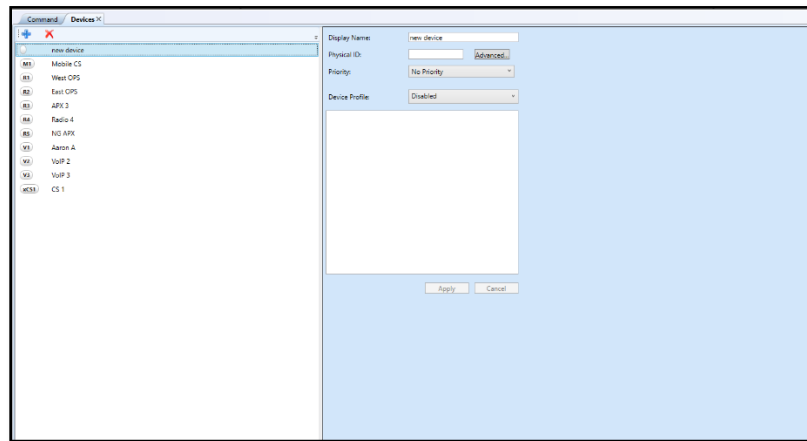 Command Devices ×
new device
M1 Mobile CS
R1 West OPS
R2 East OPS
R3 APX 3
R4 Radio 4
R5 NG APX
V1 Aaron A
V2 VoIP 2
V3 VoIP 3
xCS1 CS 1
Display Name: new device
Physical ID: Advanced...
Priority: No Priority
Device Profile: Disabled
Apply Cancel